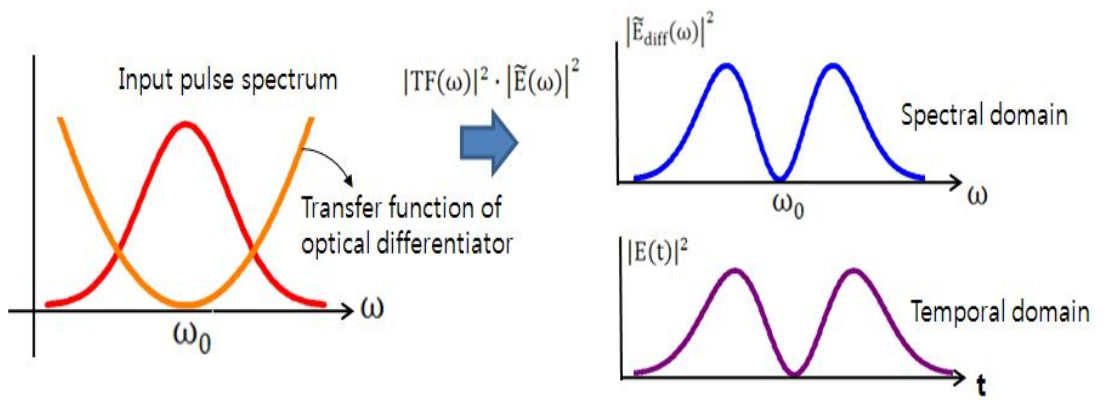 Input pulse spectrum
Transfer function of
optical differentiator
ω
ω₀
|TF(ω)|² · |Ẽ(ω)|²
|Ẽdiff(ω)|²
Spectral domain
ω₀
ω
|E(t)|²
Temporal domain
t